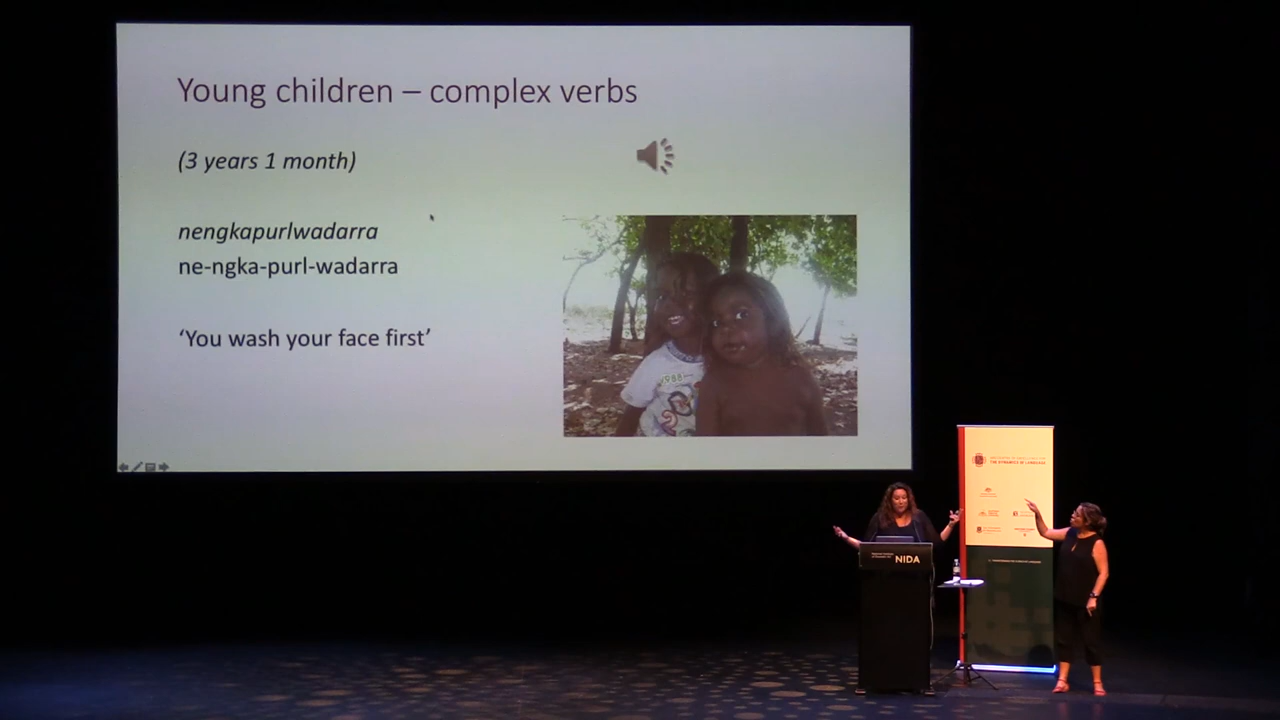 Young children – complex verbs
(3 years 1 month)
nengkapurlwadarra
ne-ngka-purl-wadarra
‘You wash your face first’
1988
THE DYNAMICS OF LANGUAGE
NIDA